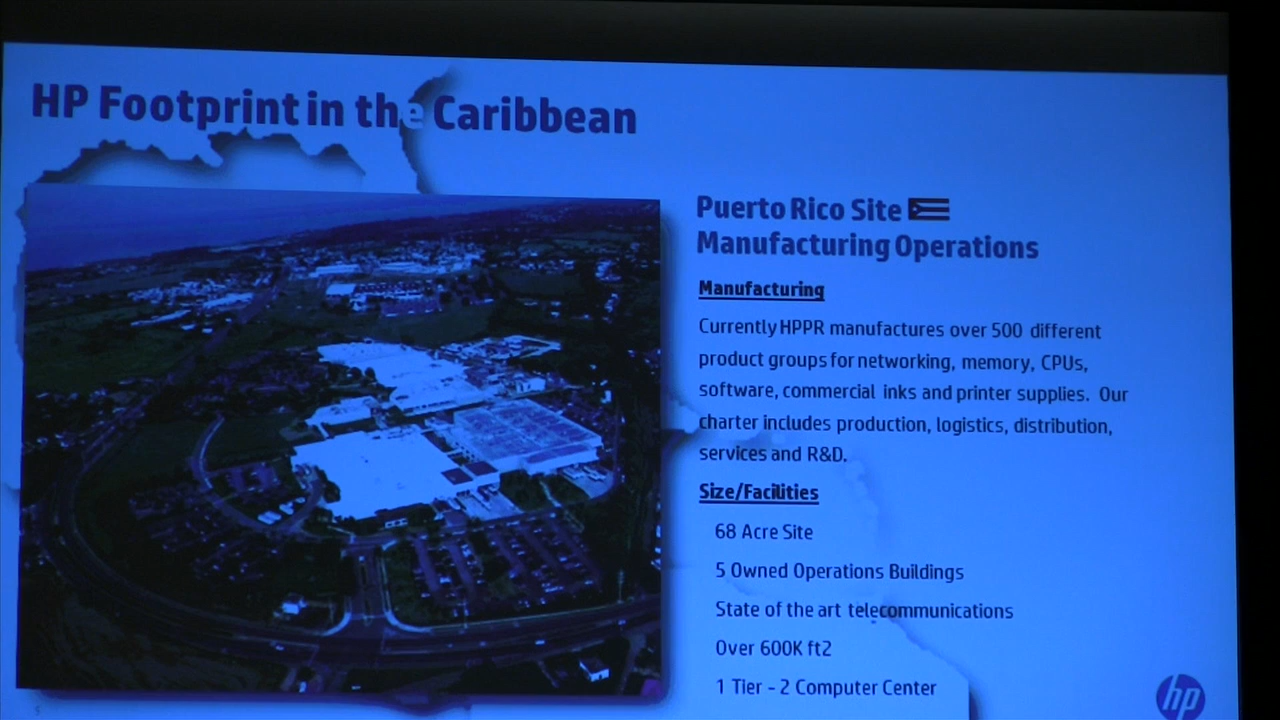 HP Footprint in the Caribbean
Puerto Rico Site
Manufacturing Operations
Manufacturing
Currently HPPR manufactures over 500 different
product groups for networking, memory, CPUs,
software, commercial inks and printer supplies. Our
charter includes production, logistics, distribution,
services and R&D.
Size/Facilities
68 Acre Site
5 Owned Operations Buildings
State of the art telecommunications
Over 600K ft2
1 Tier - 2 Computer Center
hp
5